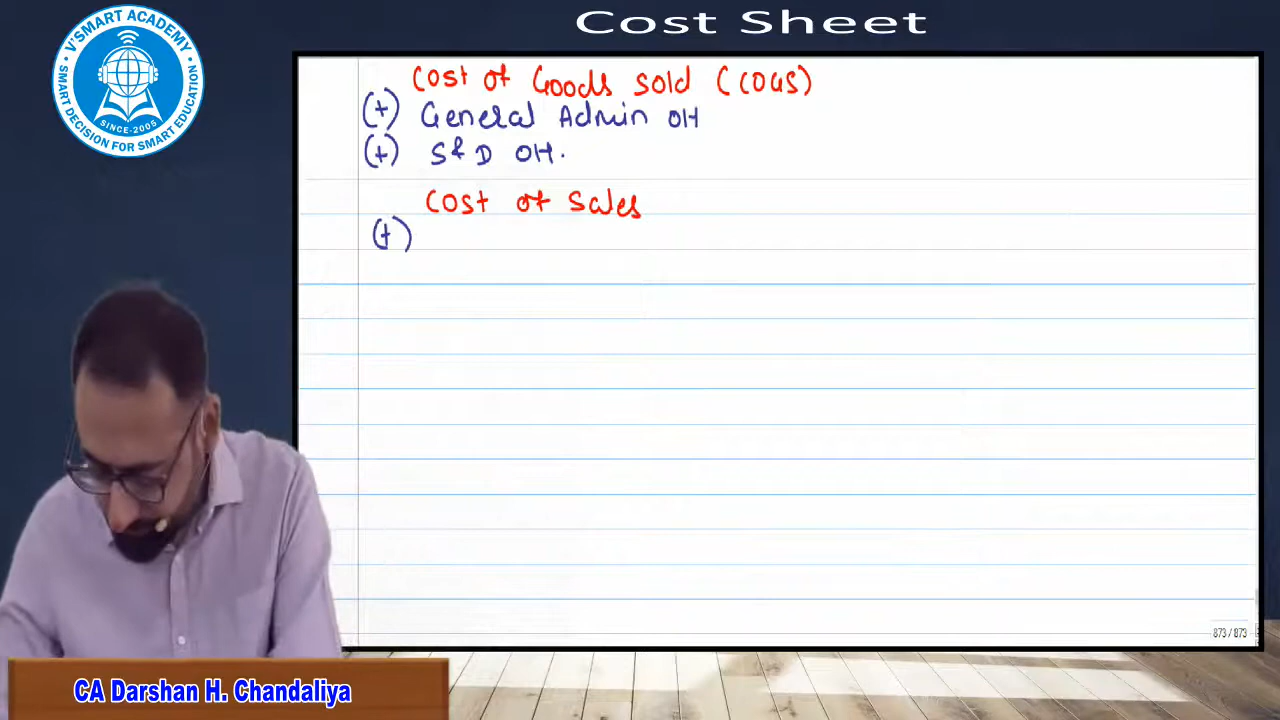 Cost Sheet
V'SMART ACADEMY
SINCE-2005
SMART DECISION FOR SMART EDUCATION
Cost of Goods sold (COGS)
(+) General Admin OH
(+) S&D OH.
Cost of Sales
(+)
873 / 873
CA Darshan H. Chandaliya